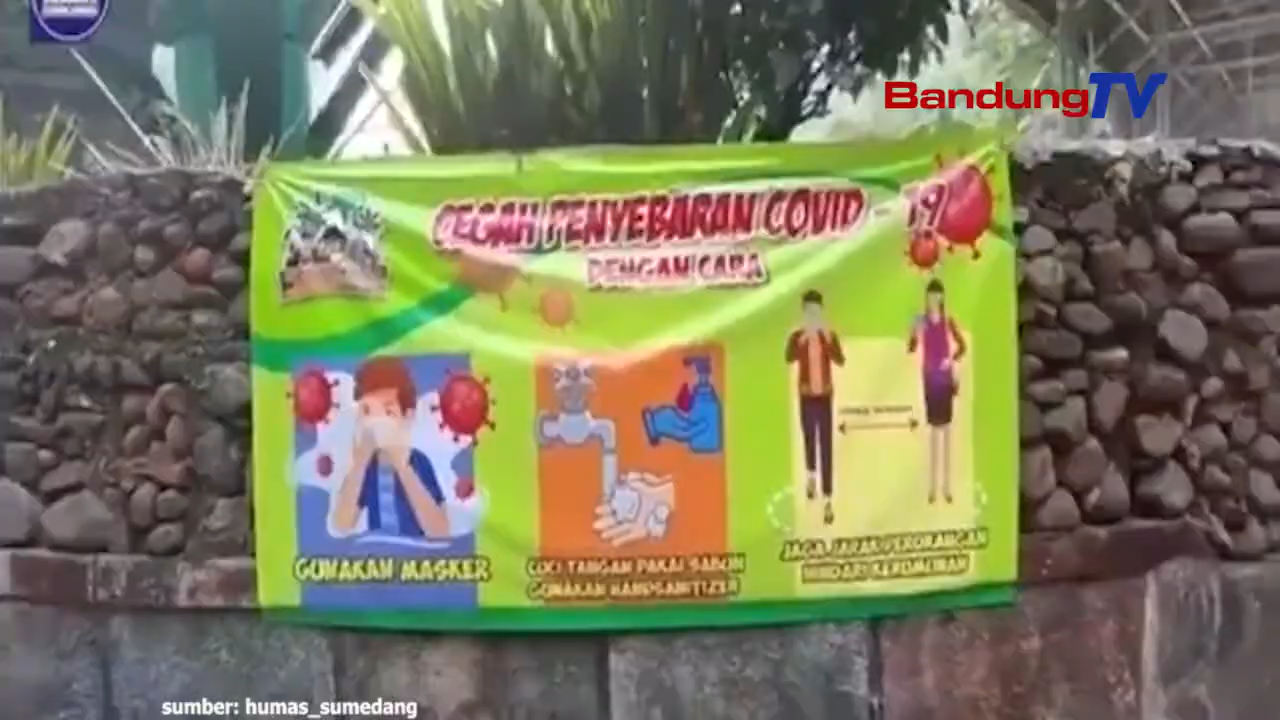 BandungTV
CEGAH PENYEBARAN COVID - 19
DENGAN CARA
GUNAKAN MASKER
CUCI TANGAN PAKAI SABUN
GUNAKAN HANDSANITIZER
JAGA JARAK PERORANGAN
HINDARI KERUMUNAN
sumber: humas_sumedang